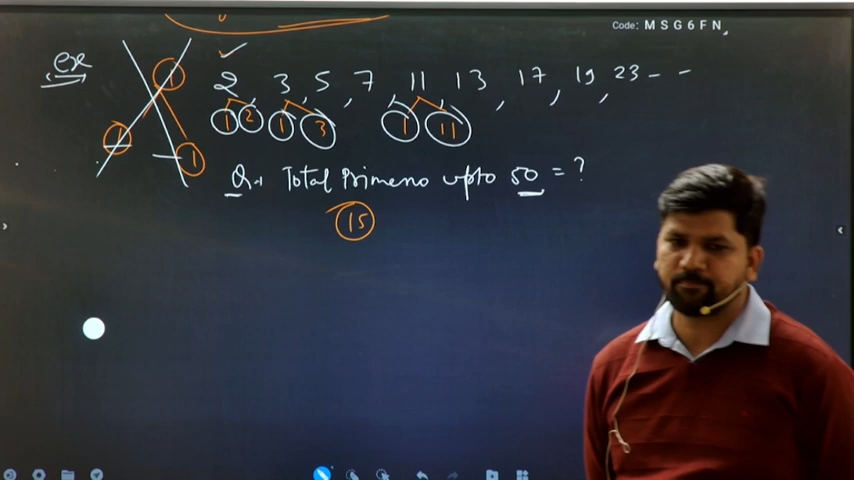 Code: M S G 6 F N
ex 1 2, 3, 5, 7, 11, 13, 17, 19, 23 - -
1 1 1 2 1 3 1 11
Q. Total Prime no upto 50 = ?
15